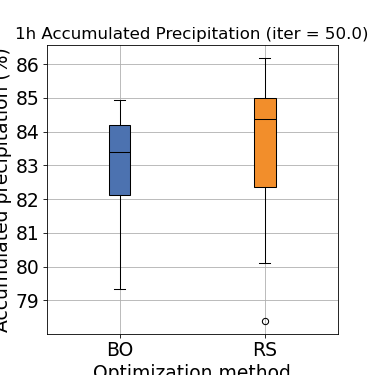 1h Accumulated Precipitation (iter = 50.0)
Accumulated precipitation (%)
86
85
84
83
82
81
80
79
BO
RS
Optimization method